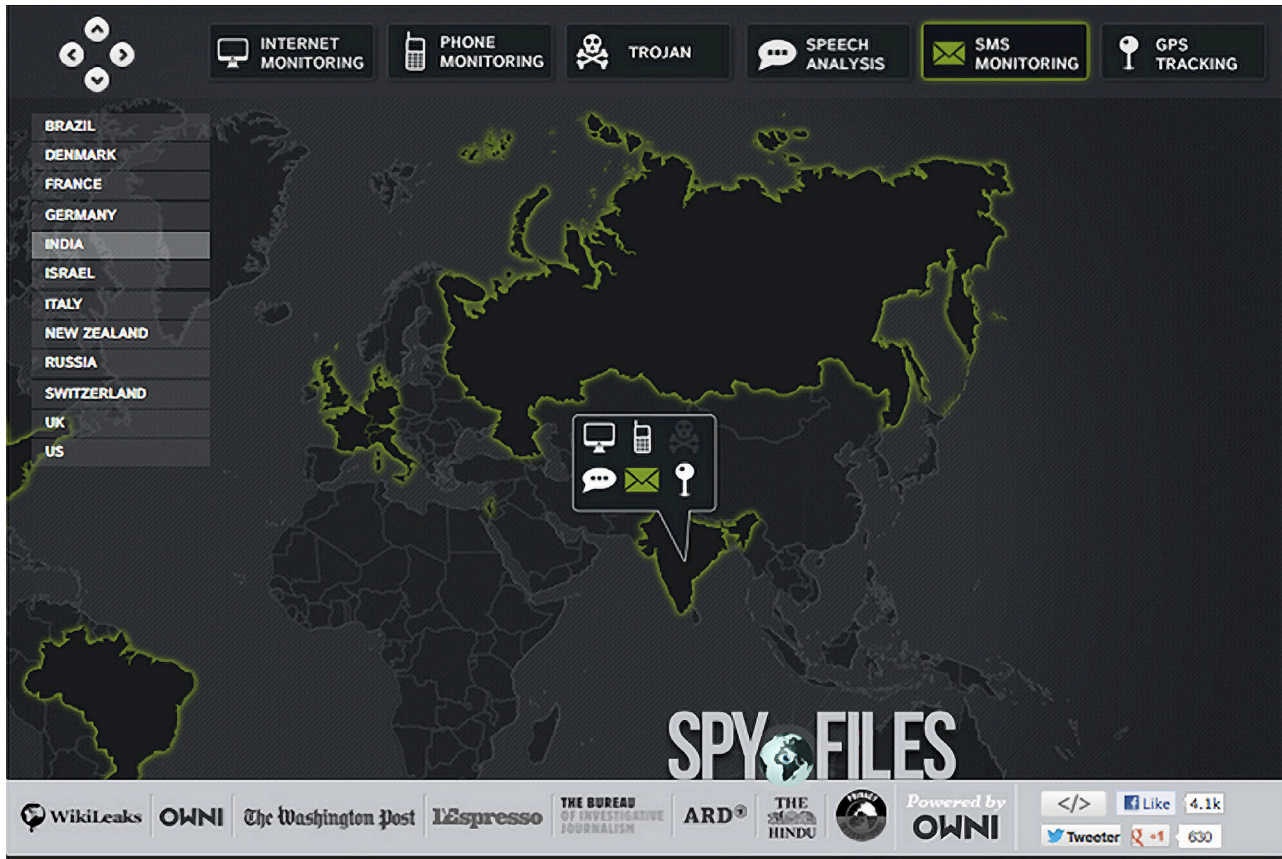 INTERNET
MONITORING
PHONE
MONITORING
TROJAN
SPEECH
ANALYSIS
SMS
MONITORING
GPS
TRACKING
BRAZIL
DENMARK
FRANCE
GERMANY
INDIA
ISRAEL
ITALY
NEW ZEALAND
RUSSIA
SWITZERLAND
UK
US
SPY FILES
WikiLeaks
OWNI
The Washington Post
L'Espresso
THE BUREAU
OF INVESTIGATIVE
JOURNALISM
ARD
THE
HINDU
PRIVACY
Powered by
OWNI
</>
Like
4.1k
Tweeter
+1
630